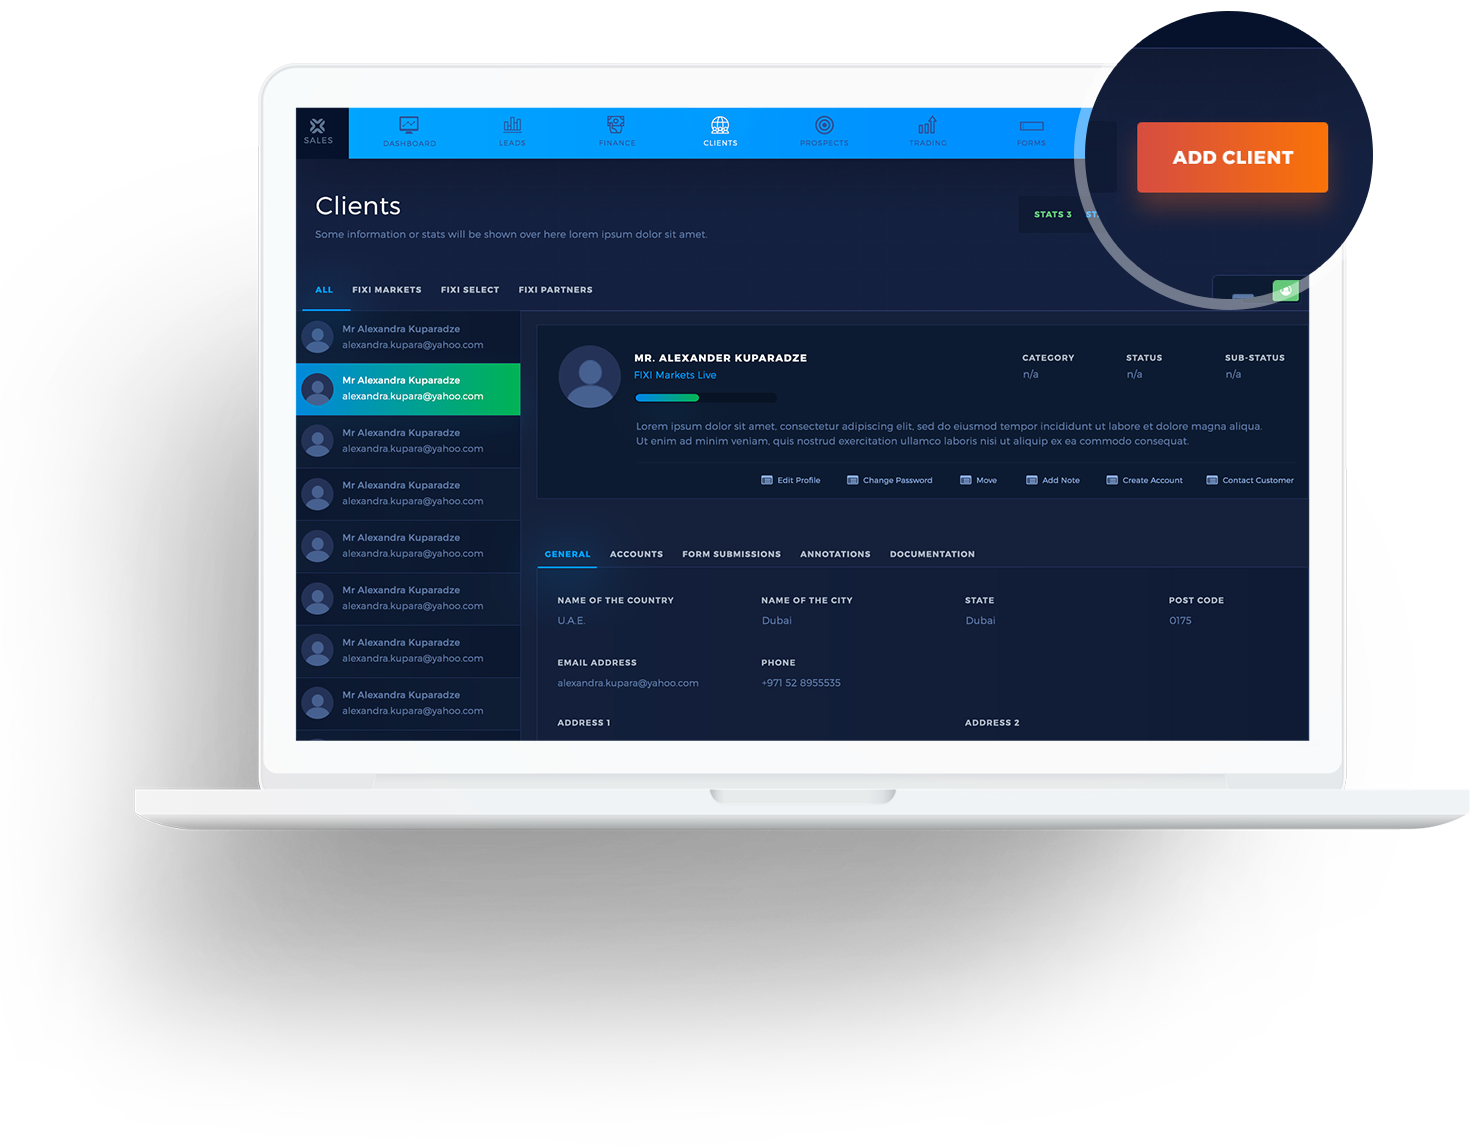 SALES
DASHBOARD
LEADS
FINANCE
CLIENTS
PROSPECTS
TRADING
FORMS
ADD CLIENT
Clients
Some information or stats will be shown over here lorem ipsum dolor sit amet.
STATS 3
ALL FIXI MARKETS FIXI SELECT FIXI PARTNERS
Mr Alexandra Kuparadze
alexandra.kupara@yahoo.com
Mr Alexandra Kuparadze
alexandra.kupara@yahoo.com
Mr Alexandra Kuparadze
alexandra.kupara@yahoo.com
Mr Alexandra Kuparadze
alexandra.kupara@yahoo.com
Mr Alexandra Kuparadze
alexandra.kupara@yahoo.com
Mr Alexandra Kuparadze
alexandra.kupara@yahoo.com
Mr Alexandra Kuparadze
alexandra.kupara@yahoo.com
Mr Alexandra Kuparadze
alexandra.kupara@yahoo.com
MR. ALEXANDER KUPARADZE
FIXI Markets Live
CATEGORY STATUS SUB-STATUS
n/a n/a n/a
Lorem ipsum dolor sit amet, consectetur adipiscing elit, sed do eiusmod tempor incididunt ut labore et dolore magna aliqua.
Ut enim ad minim veniam, quis nostrud exercitation ullamco laboris nisi ut aliquip ex ea commodo consequat.
Edit Profile Change Password Move Add Note Create Account Contact Customer
GENERAL ACCOUNTS FORM SUBMISSIONS ANNOTATIONS DOCUMENTATION
NAME OF THE COUNTRY NAME OF THE CITY STATE POST CODE
U.A.E. Dubai Dubai 0175
EMAIL ADDRESS PHONE
alexandra.kupara@yahoo.com +971 52 8955535
ADDRESS 1 ADDRESS 2